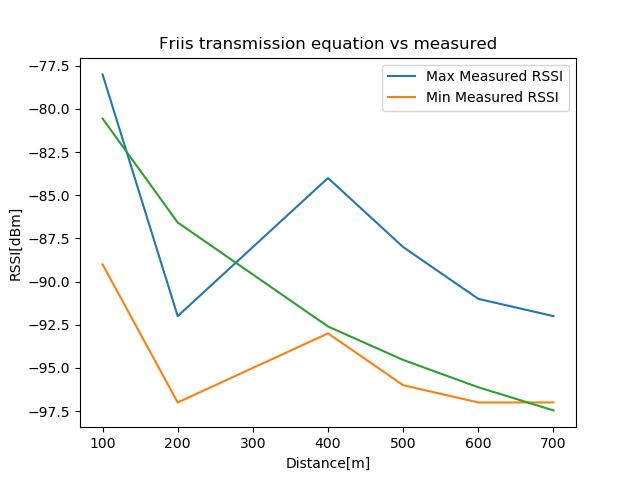 Friis transmission equation vs measured
Max Measured RSSI
Min Measured RSSI
RSSI[dBm]
−77.5
−80.0
−82.5
−85.0
−87.5
−90.0
−92.5
−95.0
−97.5
100 200 300 400 500 600 700
Distance[m]